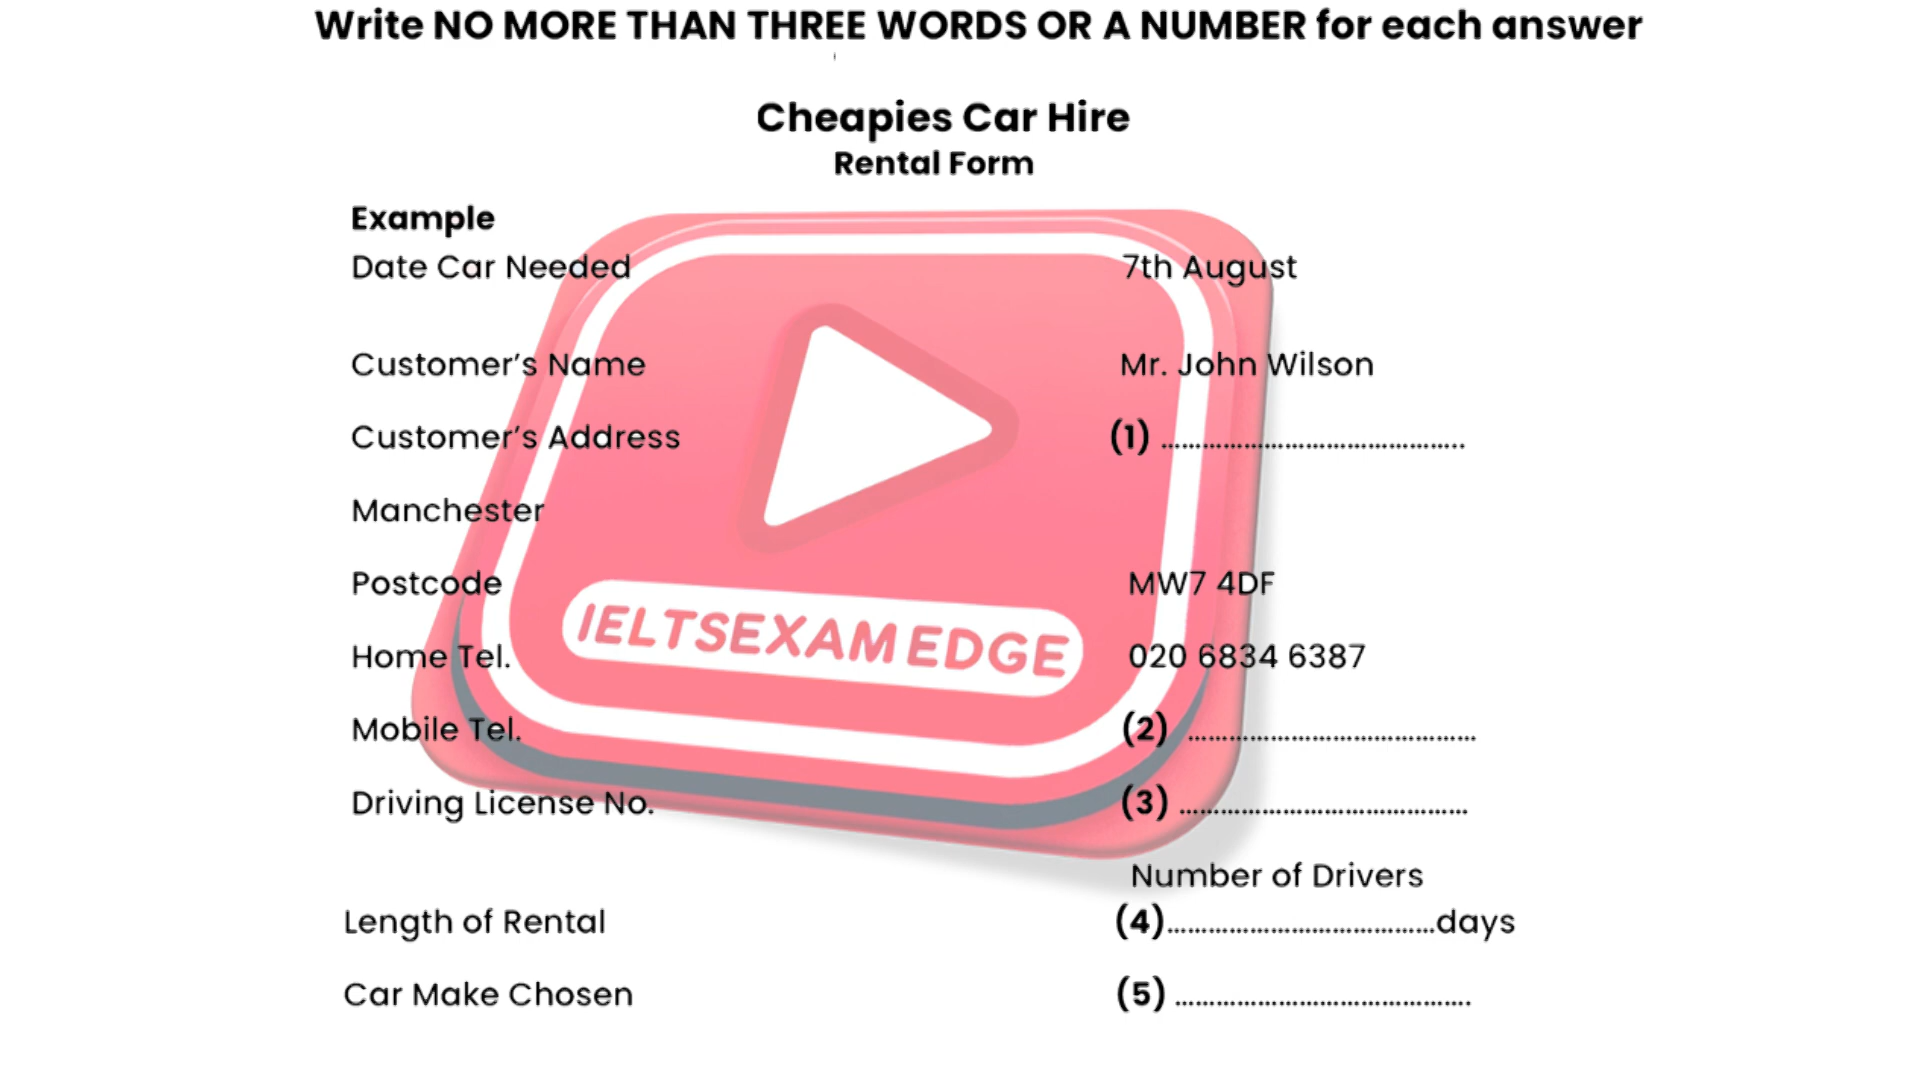 Write NO MORE THAN THREE WORDS OR A NUMBER for each answer
Cheapies Car Hire
Rental Form
Example
Date Car Needed 7th August
Customer’s Name Mr. John Wilson
Customer’s Address (1) ........................................
Manchester
Postcode MW7 4DF
IELTSEXAM EDGE
Home Tel. 020 6834 6387
Mobile Tel. (2) ........................................
Driving License No. (3) ........................................
Number of Drivers
Length of Rental (4)........................................days
Car Make Chosen (5) ........................................